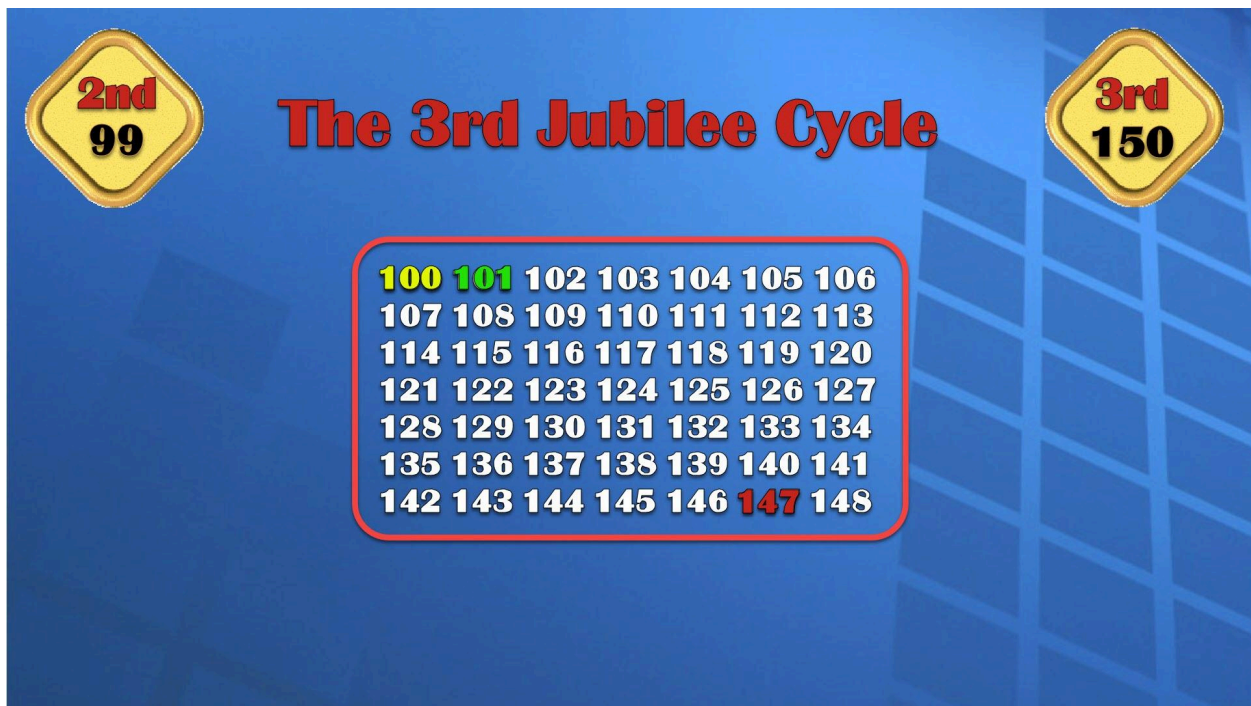 2nd
99
The 3rd Jubilee Cycle
3rd
150
100 101 102 103 104 105 106
107 108 109 110 111 112 113
114 115 116 117 118 119 120
121 122 123 124 125 126 127
128 129 130 131 132 133 134
135 136 137 138 139 140 141
142 143 144 145 146 147 148